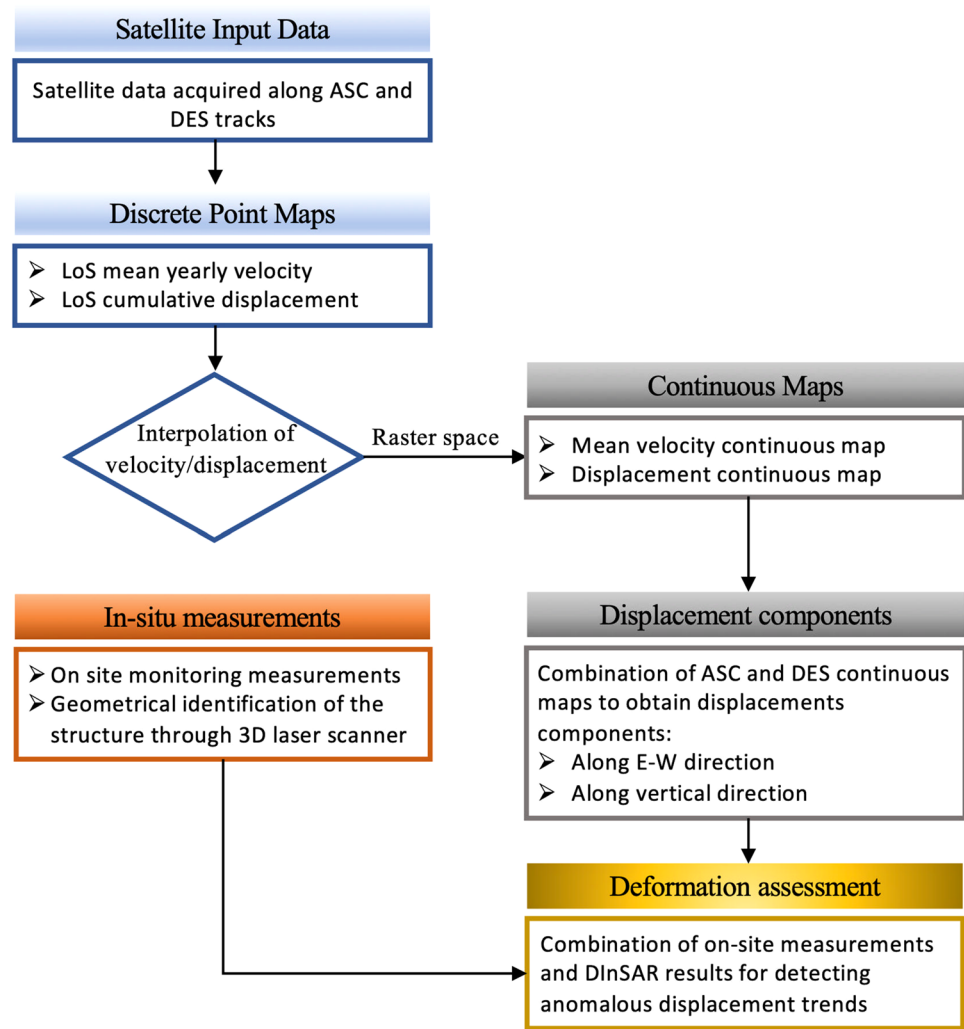 Satellite Input Data
Satellite data acquired along ASC and
DES tracks
Discrete Point Maps
➢ LoS mean yearly velocity
➢ LoS cumulative displacement
Interpolation of
velocity/displacement
Raster space
Continuous Maps
➢ Mean velocity continuous map
➢ Displacement continuous map
Displacement components
Combination of ASC and DES continuous
maps to obtain displacements
components:
➢ Along E-W direction
➢ Along vertical direction
In-situ measurements
➢ On site monitoring measurements
➢ Geometrical identification of the
structure through 3D laser scanner
Deformation assessment
Combination of on-site measurements
and DInSAR results for detecting
anomalous displacement trends